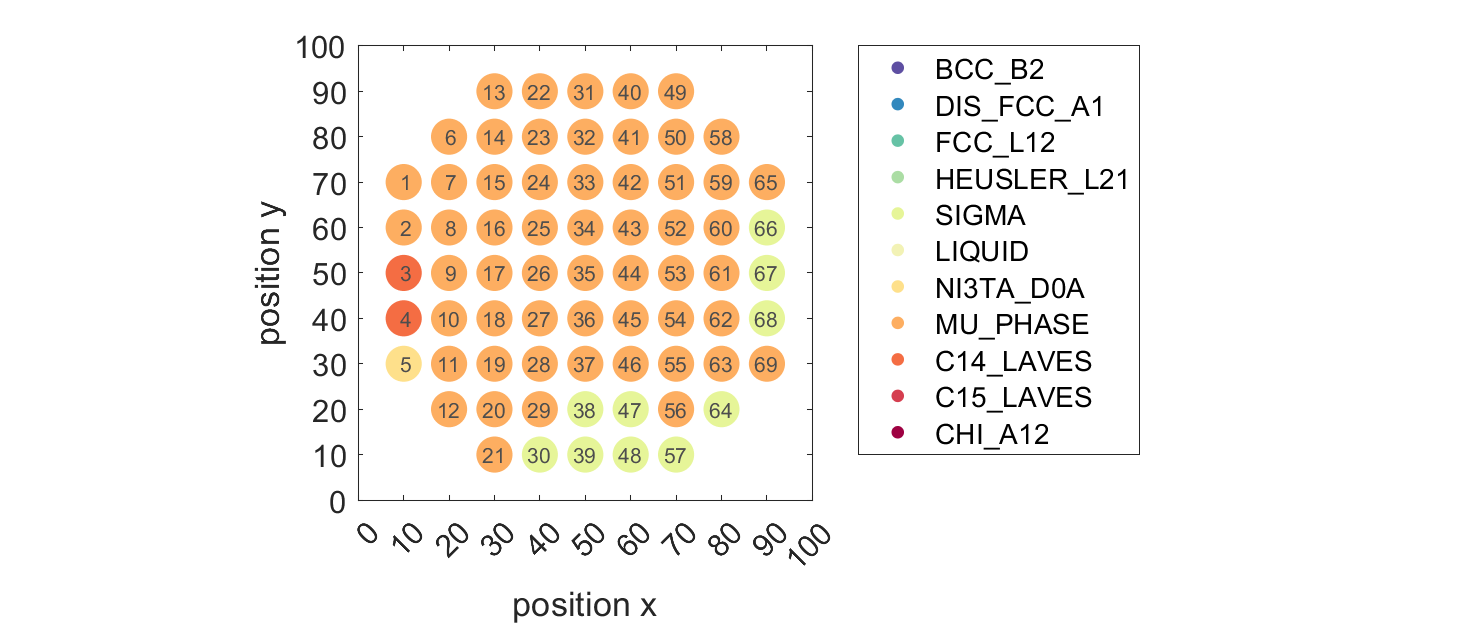 100
90
80
70
60
50
40
30
20
10
0
position y
13 22 31 40 49
6 14 23 32 41 50 58
1 7 15 24 33 42 51 59 65
2 8 16 25 34 43 52 60 66
3 9 17 26 35 44 53 61 67
4 10 18 27 36 45 54 62 68
5 11 19 28 37 46 55 63 69
12 20 29 38 47 56 64
21 30 39 48 57
0 10 20 30 40 50 60 70 80 90 100
position x
BCC_B2
DIS_FCC_A1
FCC_L12
HEUSLER_L21
SIGMA
LIQUID
NI3TA_D0A
MU_PHASE
C14_LAVES
C15_LAVES
CHI_A12